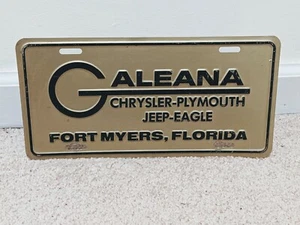 GALEANA
CHRYSLER-PLYMOUTH
JEEP-EAGLE
FORT MYERS, FLORIDA